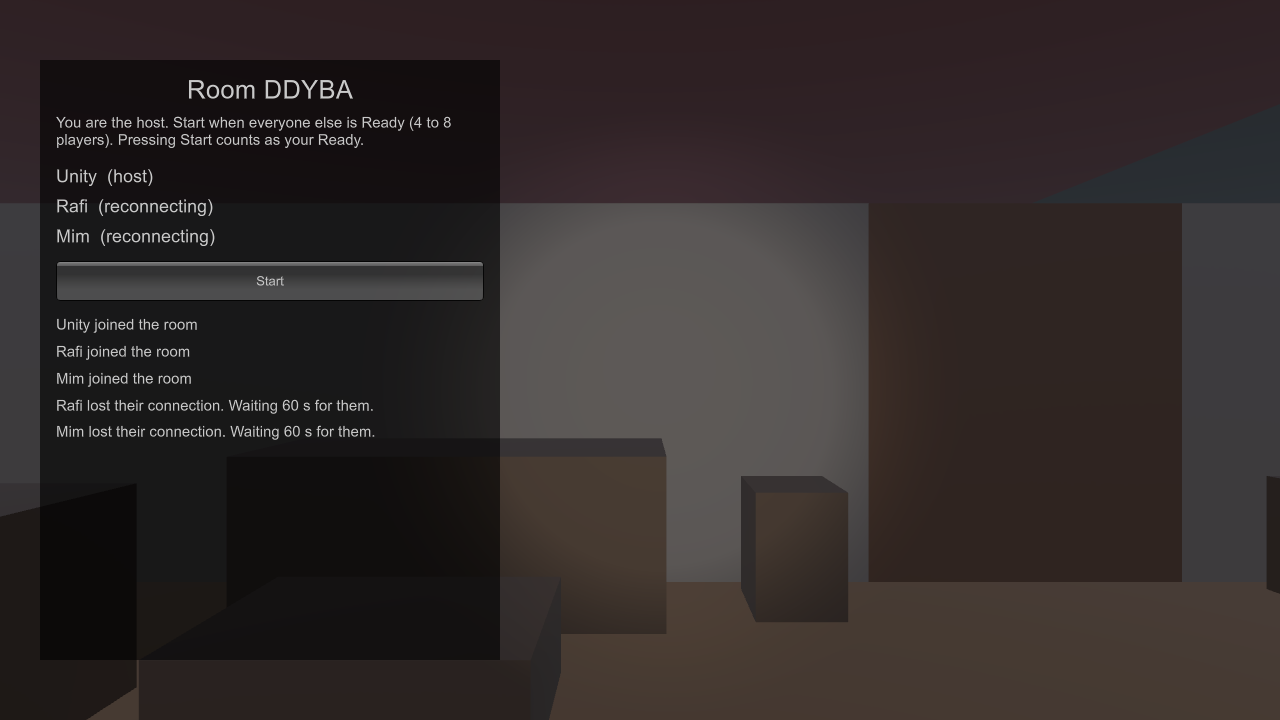 Room DDYBA
You are the host. Start when everyone else is Ready (4 to 8
players). Pressing Start counts as your Ready.
Unity (host)
Rafi (reconnecting)
Mim (reconnecting)
Start
Unity joined the room
Rafi joined the room
Mim joined the room
Rafi lost their connection. Waiting 60 s for them.
Mim lost their connection. Waiting 60 s for them.